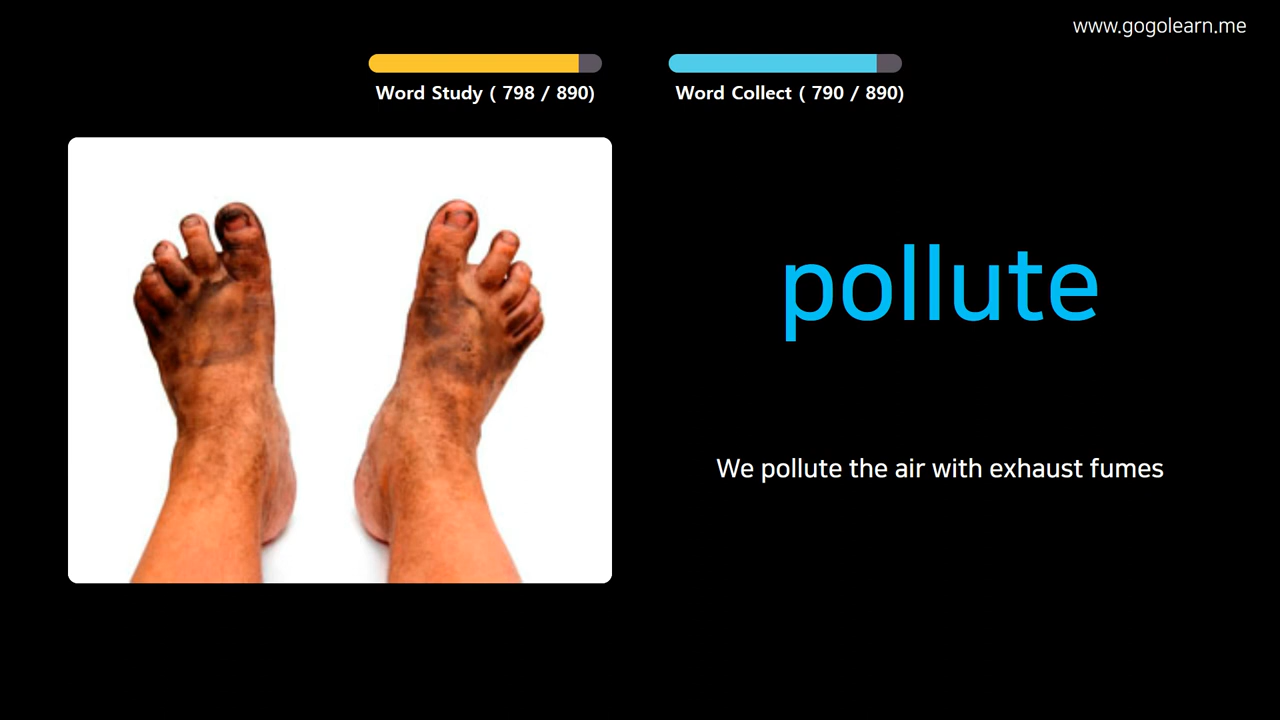 www.gogolearn.me
Word Study ( 798 / 890)
Word Collect ( 790 / 890)
pollute
We pollute the air with exhaust fumes